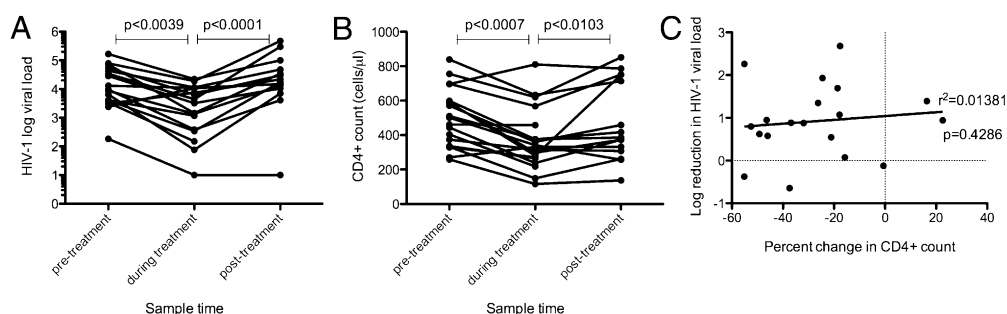 A
p<0.0039
p<0.0001
HIV-1 log viral load
6
5
4
3
2
1
0
pre-treatment
during treatment
post-treatment
Sample time
B
p<0.0007
p<0.0103
CD4+ count (cells/µl)
1000
800
600
400
200
0
pre-treatment
during treatment
post-treatment
Sample time
C
Log reduction in HIV-1 viral load
3
2
1
0
-1
r²=0.01381
p=0.4286
-60
-40
-20
0
20
40
Percent change in CD4+ count